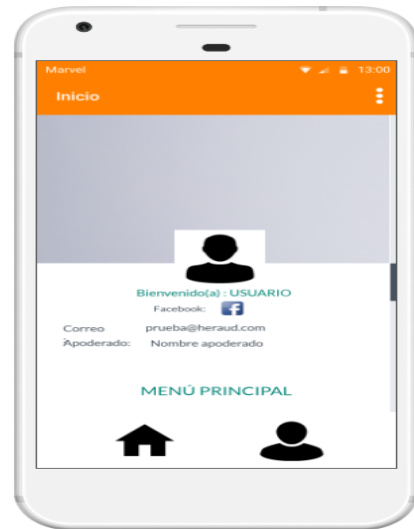 Marvel 13:00
Inicio
Bienvenido(a) : USUARIO
Facebook:
Correo prueba@heraud.com
Apoderado: Nombre apoderado
MENÚ PRINCIPAL